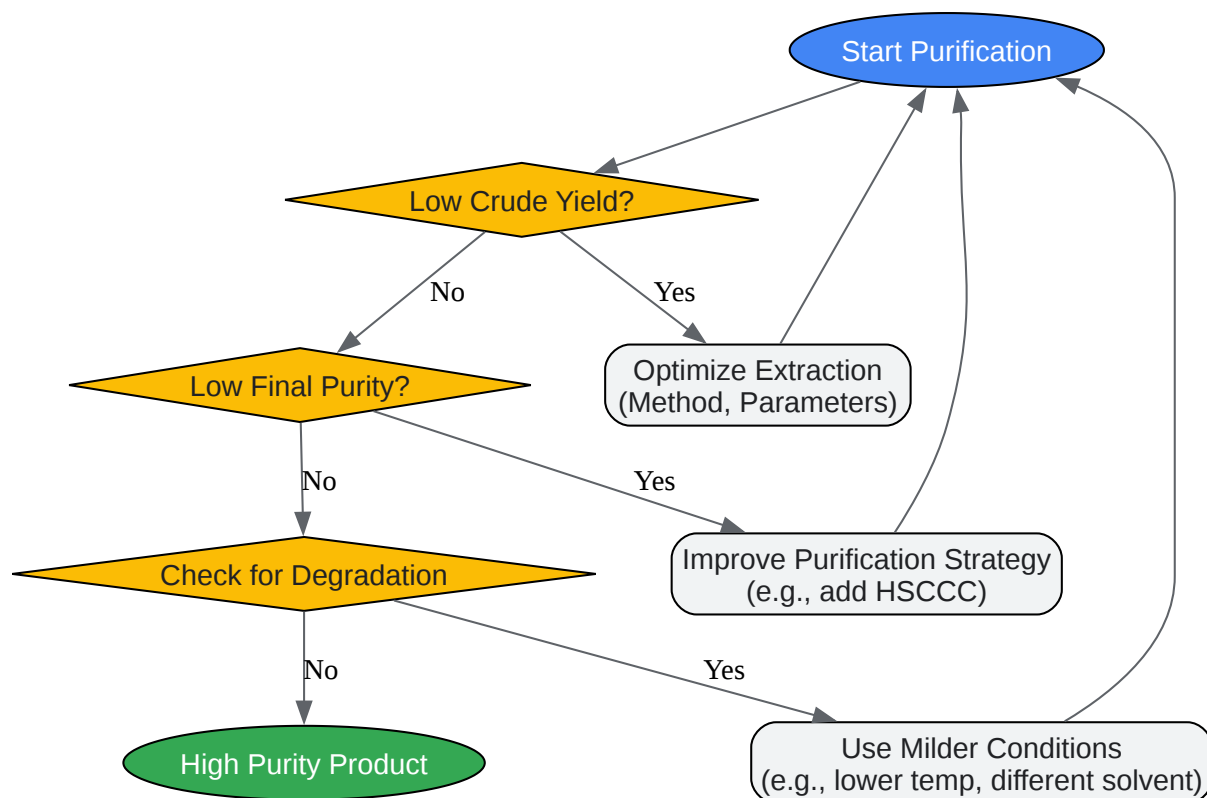 Start Purification
Low Crude Yield?
No
Yes
Optimize Extraction
(Method, Parameters)
Low Final Purity?
No
Yes
Improve Purification Strategy
(e.g., add HSCCC)
Check for Degradation
No
Yes
High Purity Product
Use Milder Conditions
(e.g., lower temp, different solvent)